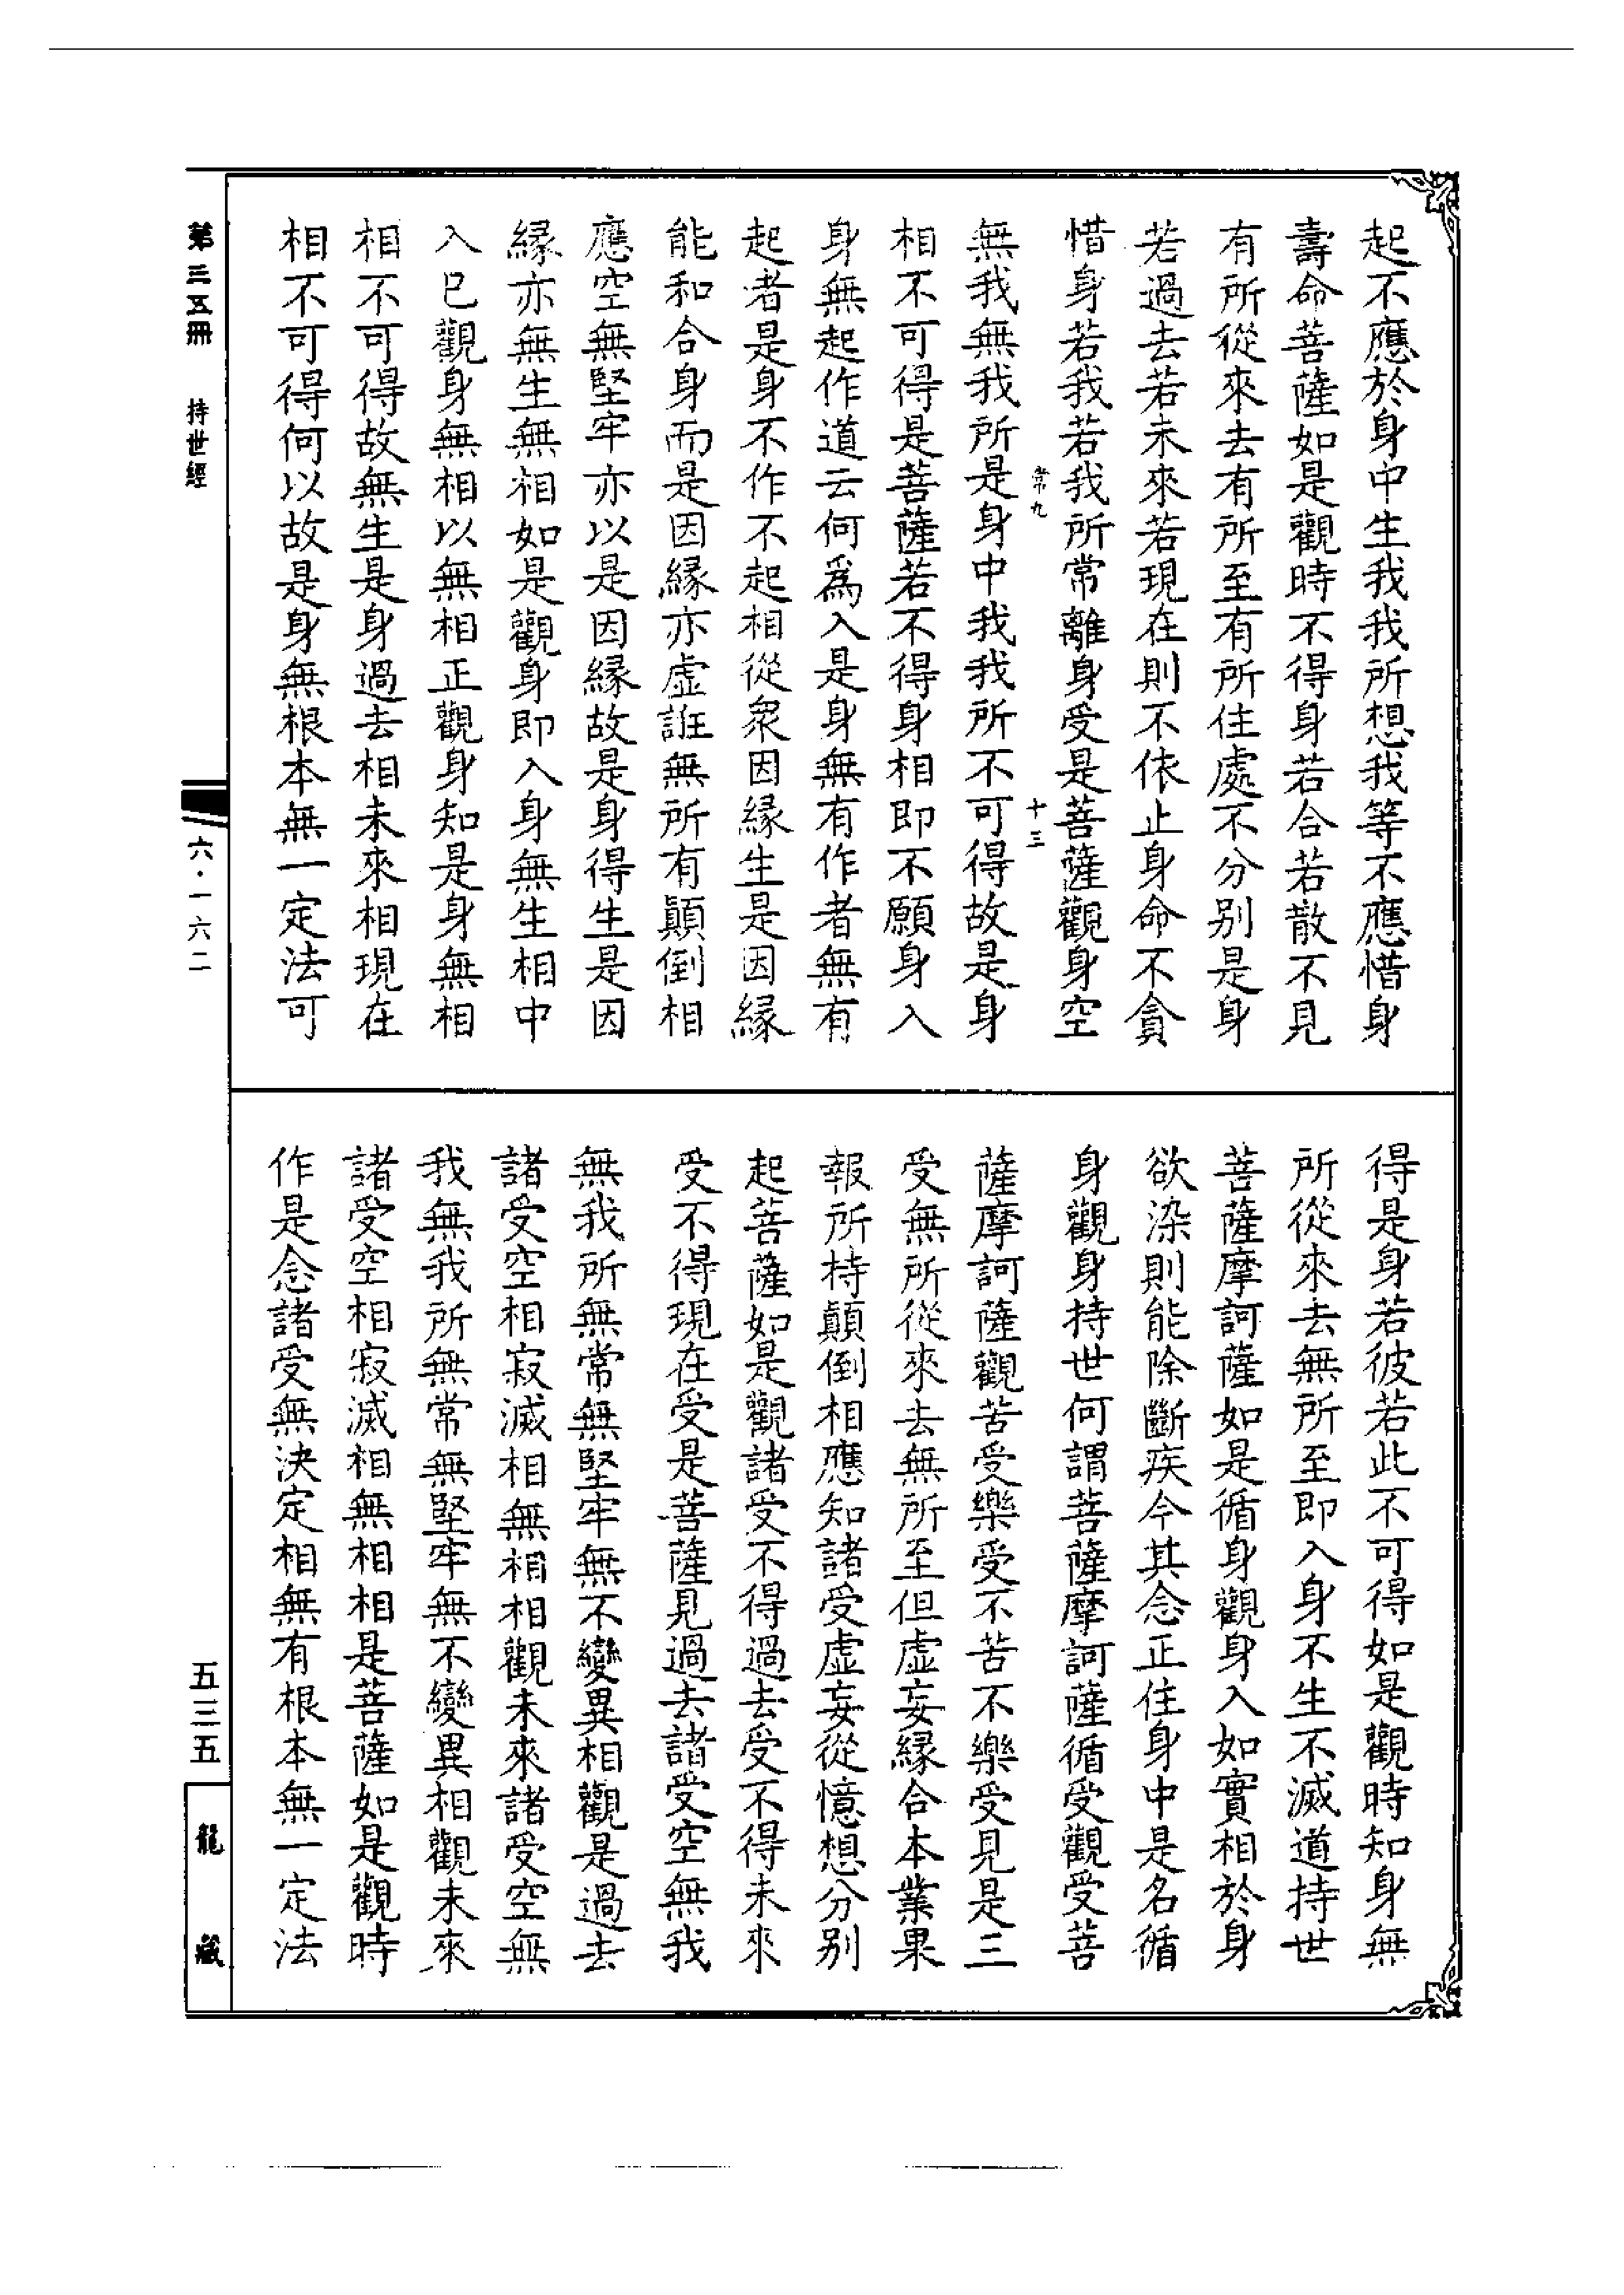 起不應於身中生我我所想我等不應惜身
壽命菩薩如是觀時不得身若合若散不見
有所從來去有所至有所住處不分別是身
若過去若未來若現在則不依止身命不貪
惜身若我若我所常離身受是菩薩觀身空
常九 十三
無我無我所是身中我我所不可得故是身
相不可得是菩薩若不得身相即不願身入
身無起作道云何爲入是身無有作者無有
起者是身不作不起相從衆因緣生是因緣
能和合身而是因緣亦虛誑無所有顛倒相
應空無堅牢亦以是因緣故是身得生是因
緣亦無生無相如是觀身即入身無生相中
入已觀身無相以無相正觀身知是身無相
相不可得故無生是身過去相未來相現在
相不可得何以故是身無根本無一定法可
得是身若彼若此不可得如是觀時知身無
所從來去無所至即入身不生不滅道持世
菩薩摩訶薩如是循身觀身入如實相於身
欲染則能除斷疾今其念正住身中是名循
身觀身持世何謂菩薩摩訶薩循受觀受菩
薩摩訶薩觀苦受樂受不苦不樂受見是三
受無所從來去無所至但虛妄緣合本業果
報所持顛倒相應知諸受虛妄從憶想分別
起菩薩如是觀諸受不得過去受不得未來
受不得現在受是菩薩見過去諸受空無我
無我所無常無堅牢無不變異相觀是過去
諸受空相寂滅相無相相觀未來諸受空無
我無我所無常無堅牢無不變異相觀未來
諸受空相寂滅相無相相是菩薩如是觀時
作是念諸受無決定相無有根本無一定法
第三五冊 持世經
六·一六二
五三五
龍藏